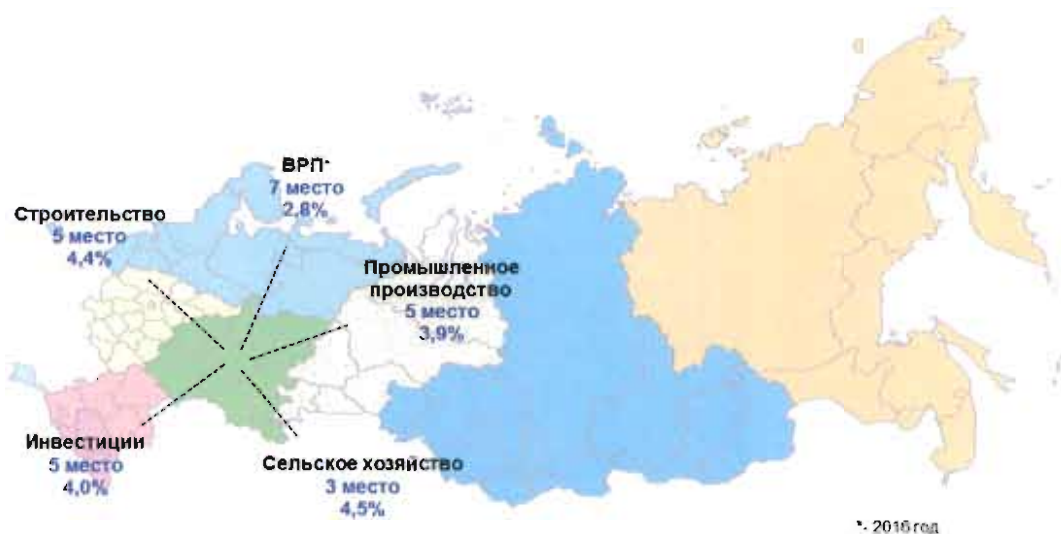 ВРП*
7 место
2,8%
Строительство
5 место
4,4%
Промышленное
производство
5 место
3,9%
Инвестиции
5 место
4,0%
Сельское хозяйство
3 место
4,5%
*- 2016 год